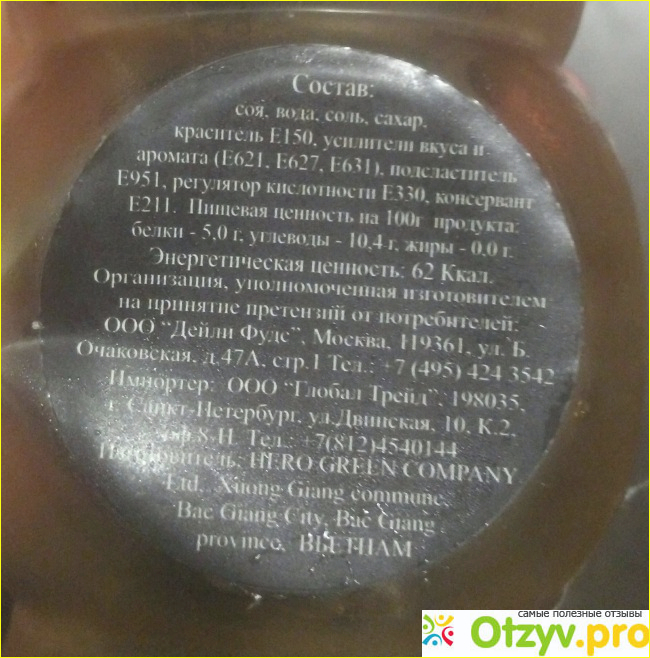 Состав:
соя, вода, соль, сахар,
краситель Е150, усилители вкуса и
аромата (Е621, Е627, Е631), подсластитель
Е951, регулятор кислотности Е330, консервант
Е211. Пищевая ценность на 100г продукта:
белки - 5,0 г, углеводы - 10,4 г, жиры - 0,0 г.
Энергетическая ценность: 62 Ккал.
Организация, уполномоченная изготовителем
на принятие претензий от потребителей:
ООО "Дейли Фудс", Москва, 119361, ул. Б.
Очаковская, д.47А, стр.1 Тел.: +7 (495) 424 3542
Импортер: ООО "Глобал Трейд", 198035,
г. Санкт-Петербург, ул.Двинская, 10, К.2,
8-Н. Тел.: +7(812)4540144
Изготовитель: HERO GREEN COMPANY
Ltd. Xuong Giang commune,
Bac Giang City, Bac Giang
province, ВЬЕТНАМ
самые полезные отзывы
Otzyv.pro